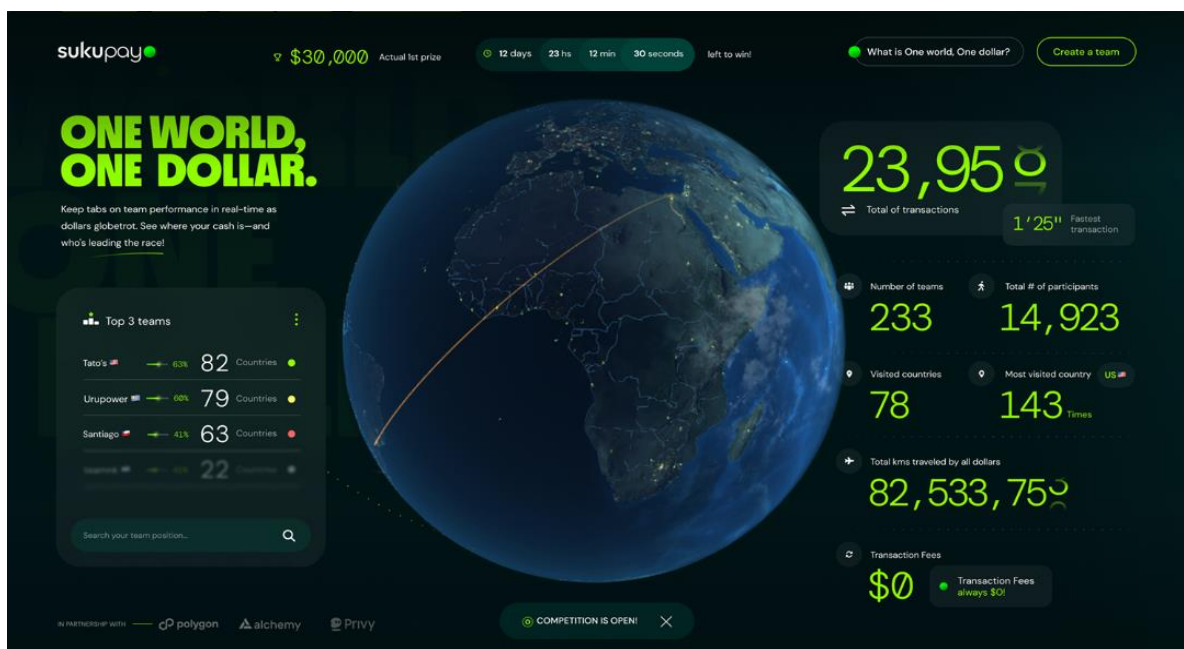 sukupay
$30,000 Actual 1st prize
12 days 23 hs 12 min 30 seconds left to win!
What is One world, One dollar?
Create a team
ONE WORLD,
ONE DOLLAR.
Keep tabs on team performance in real-time as
dollars globetrot. See where your cash is—and
who's leading the race!
Top 3 teams
Tato's 63% 82 Countries
Urupower 60% 79 Countries
Santiago 41% 63 Countries
22 Countries
Search your team position...
IN PARTNERSHIP WITH polygon alchemy PRIVY
COMPETITION IS OPEN!
23,95
Total of transactions
1'25" Fastest
transaction
Number of teams
233
Total # of participants
14,923
Visited countries
78
Most visited country US
143 Times
Total kms traveled by all dollars
82,533,75
Transaction Fees
$0
Transaction Fees
always $0!